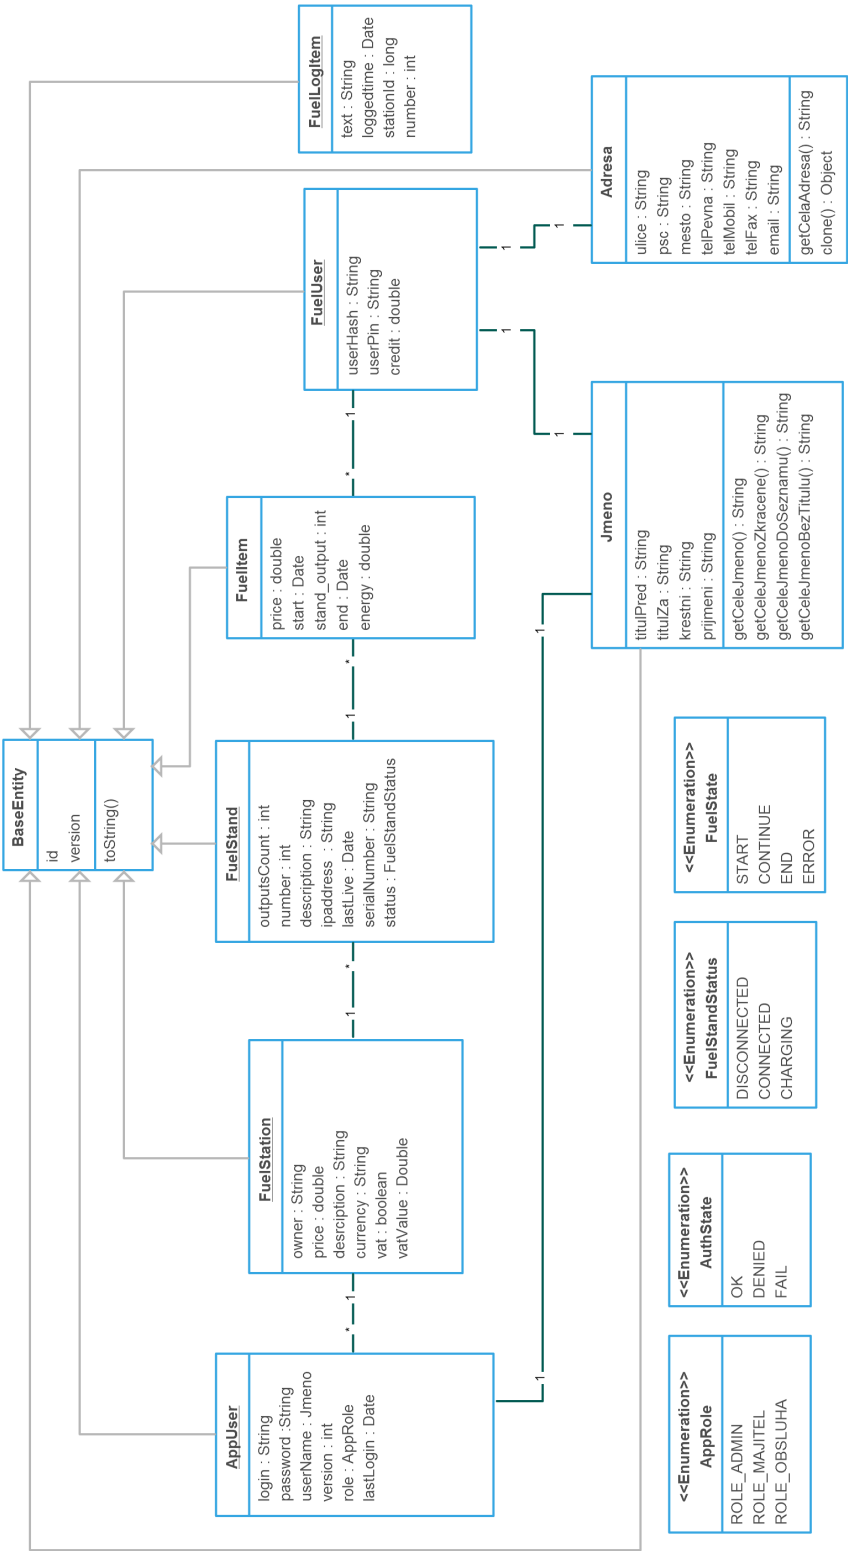 BaseEntity
id
version
toString()
AppUser
login : String
password :String
userName : Jmeno
version : int
role : AppRole
lastLogin : Date
*
1
FuelStation
owner : String
price : double
desrciption : String
currency : String
vat : boolean
vatValue : Double
1
*
FuelStand
outputsCount : int
number : int
description : String
ipaddress : String
lastLive : Date
serialNumber : String
status : FuelStandStatus
1
*
FuelItem
price : double
start : Date
stand_output : int
end : Date
energy : double
*
1
FuelUser
userHash : String
userPin : String
credit : double
FuelLogItem
text : String
loggedtime : Date
stationId : long
number : int
1
1
1
1
1
1
Jmeno
titulPred : String
titulZa : String
krestni : String
prijmeni : String
getCeleJmeno() : String
getCeleJmenoZkracene() : String
getCeleJmenoDoSeznamu() : String
getCeleJmenoBezTitulu() : String
Adresa
ulice : String
psc : String
mesto : String
telPevna : String
telMobil : String
telFax : String
email : String
getCelaAdresa() : String
clone() : Object
<<Enumeration>>
AppRole
ROLE_ADMIN
ROLE_MAJITEL
ROLE_OBSLUHA
<<Enumeration>>
AuthState
OK
DENIED
FAIL
<<Enumeration>>
FuelStandStatus
DISCONNECTED
CONNECTED
CHARGING
<<Enumeration>>
FuelState
START
CONTINUE
END
ERROR